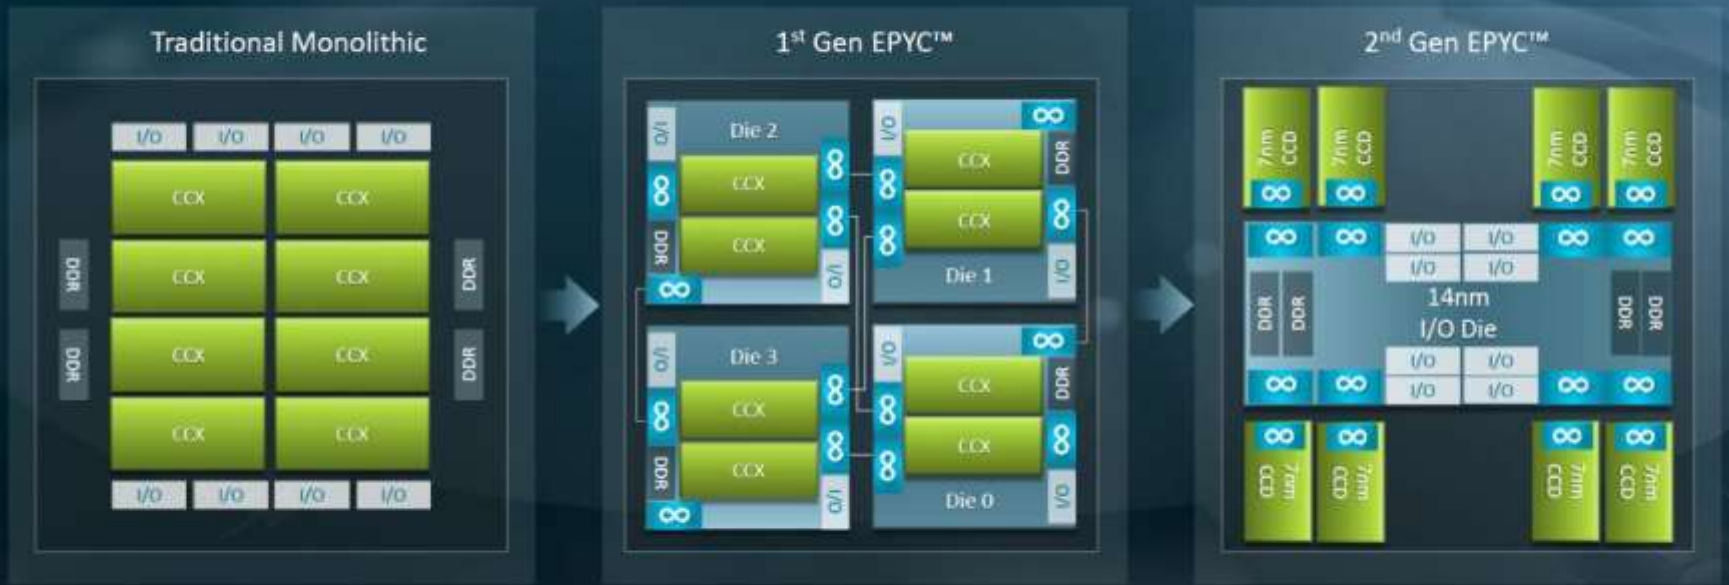 Traditional Monolithic
I/O I/O I/O I/O
CCX CCX
CCX CCX
CCX CCX
CCX CCX
DDR DDR
DDR DDR
I/O I/O I/O I/O
1st Gen EPYC™
I/O
Die 2
CCX
CCX
DDR
I/O
I/O
CCX
CCX
DDR
Die 1
I/O
I/O
Die 3
CCX
CCX
DDR
I/O
I/O
CCX
CCX
DDR
Die 0
I/O
2nd Gen EPYC™
7nm CCD
7nm CCD
7nm CCD
7nm CCD
I/O I/O
I/O I/O
DDR DDR
14nm
I/O Die
DDR DDR
I/O I/O
I/O I/O
7nm CCD
7nm CCD
7nm CCD
7nm CCD